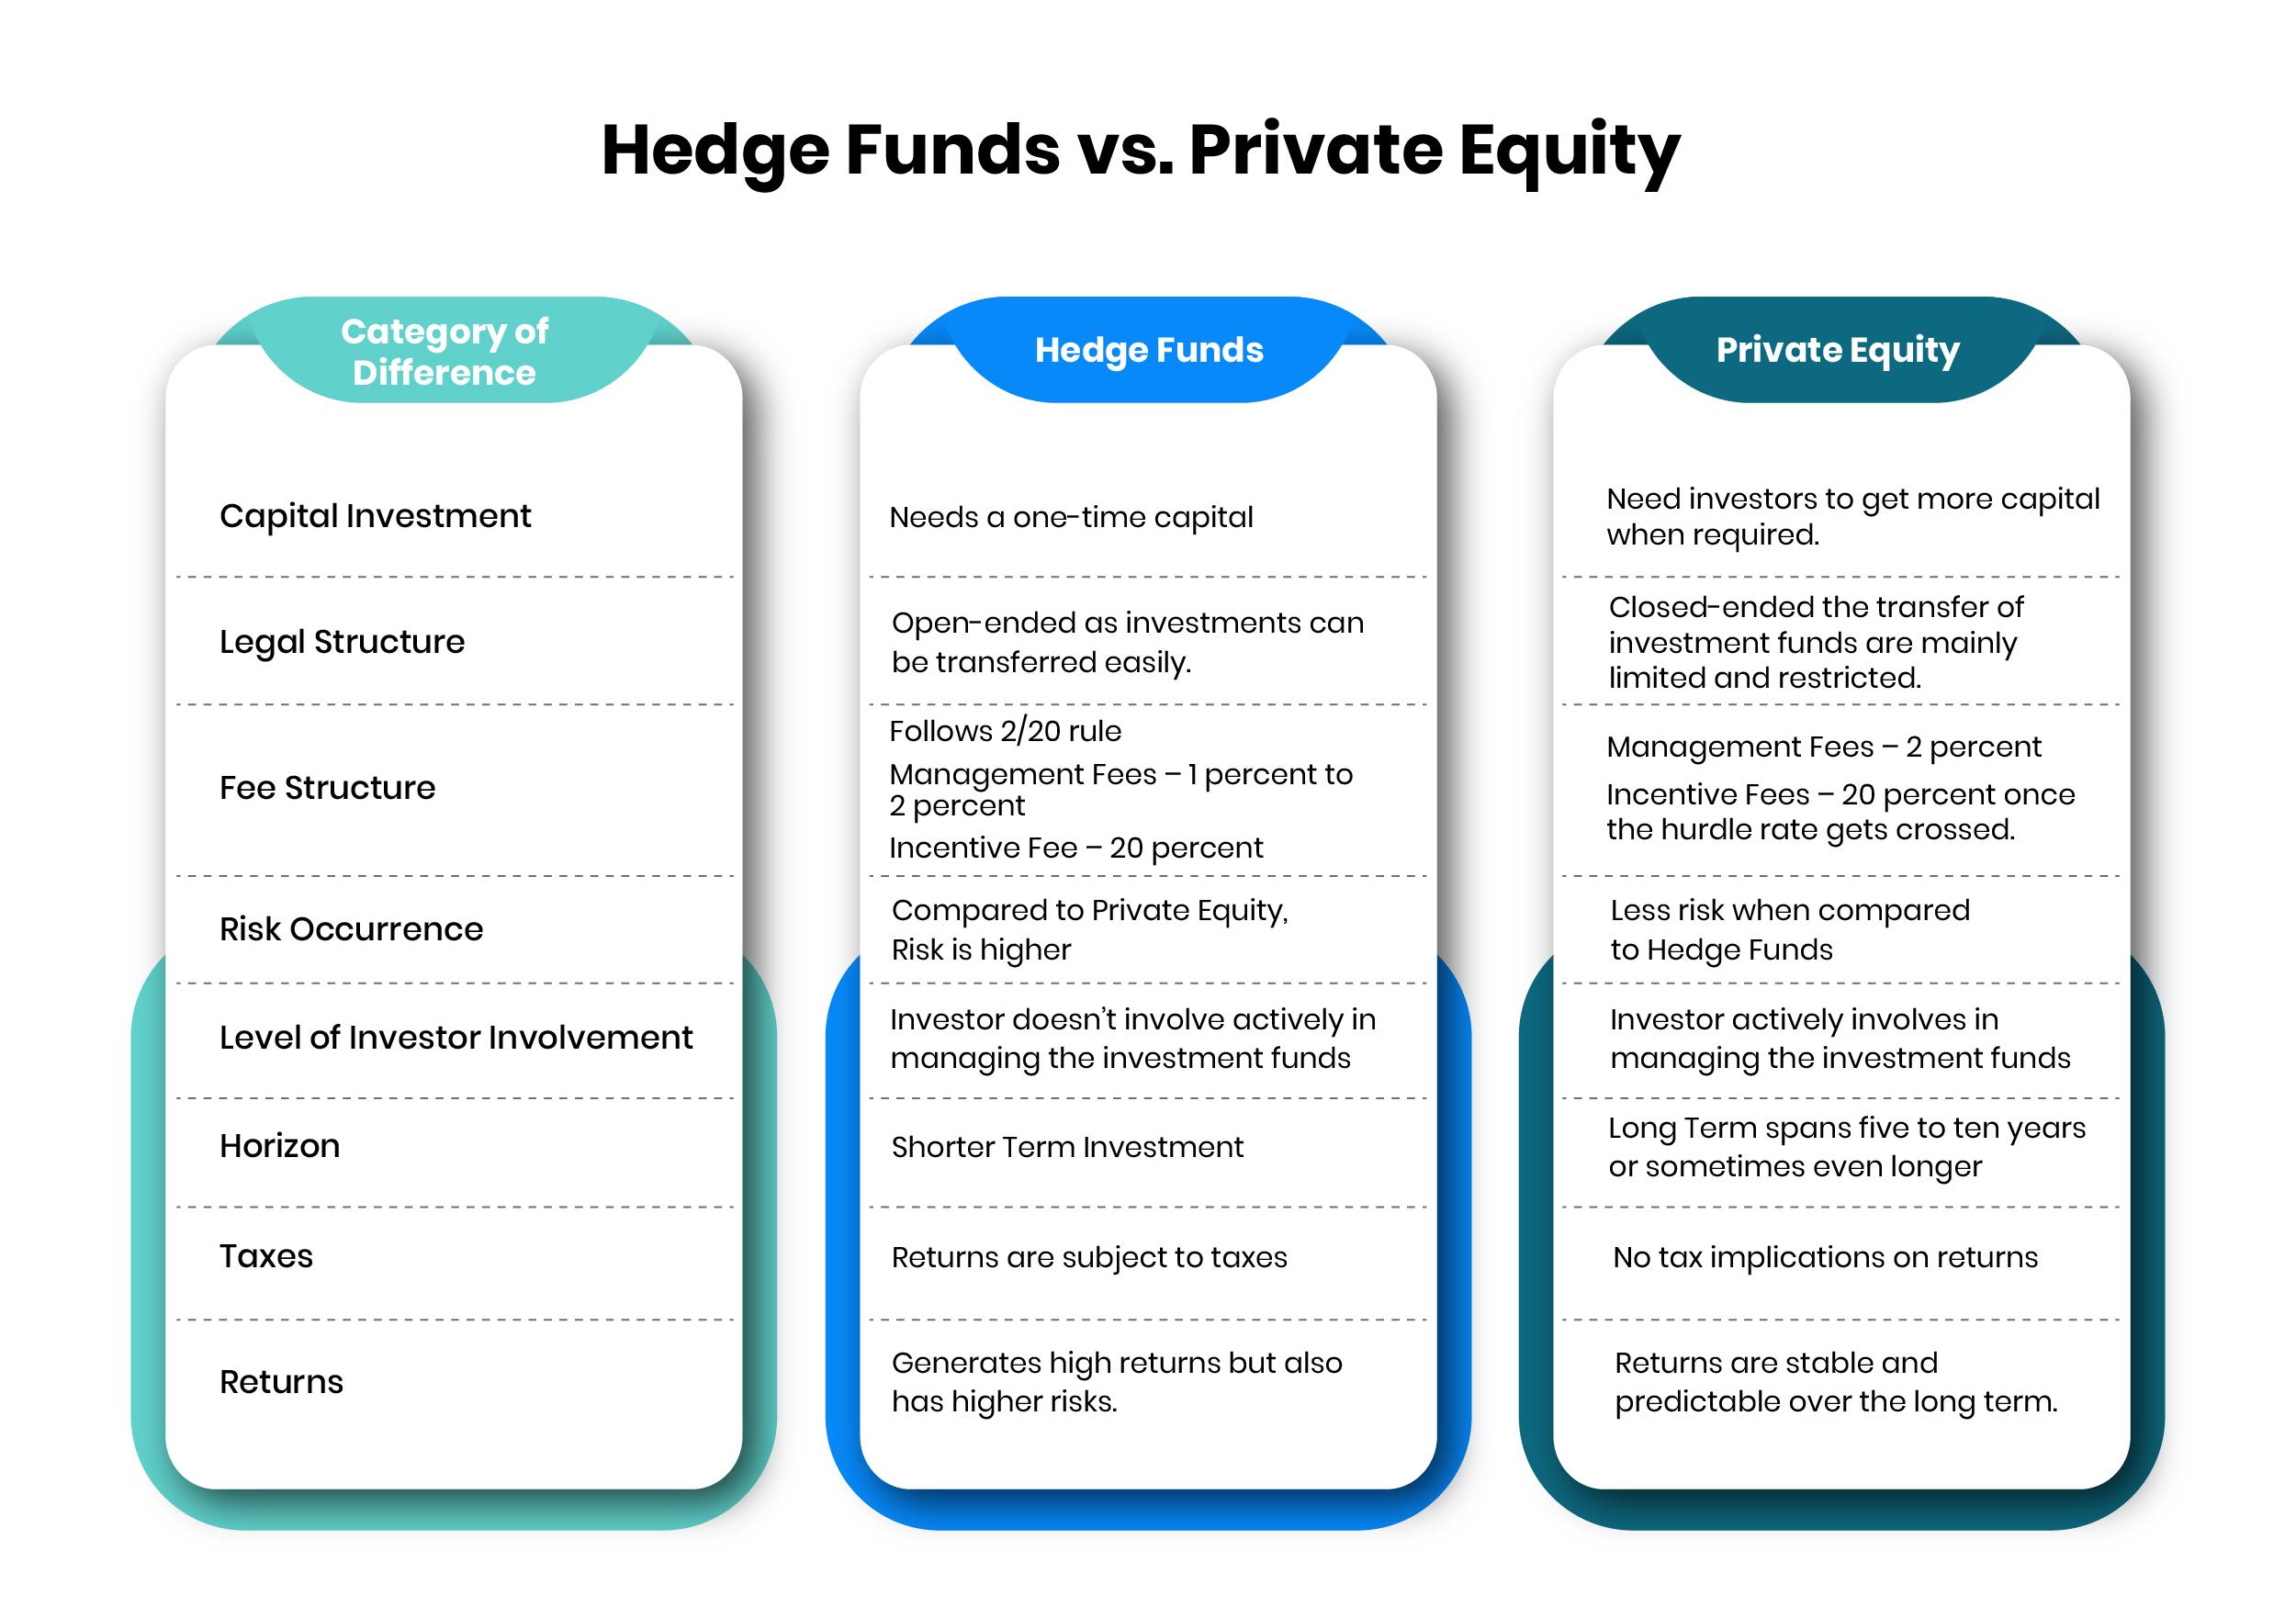 Hedge Funds vs. Private Equity
Category of
Difference
Hedge Funds
Private Equity
Capital Investment
Needs a one-time capital
Need investors to get more capital
when required.
Legal Structure
Open-ended as investments can
be transferred easily.
Closed-ended the transfer of
investment funds are mainly
limited and restricted.
Fee Structure
Follows 2/20 rule
Management Fees – 1 percent to
2 percent
Incentive Fee – 20 percent
Management Fees – 2 percent
Incentive Fees – 20 percent once
the hurdle rate gets crossed.
Risk Occurrence
Compared to Private Equity,
Risk is higher
Less risk when compared
to Hedge Funds
Level of Investor Involvement
Investor doesn’t involve actively in
managing the investment funds
Investor actively involves in
managing the investment funds
Horizon
Shorter Term Investment
Long Term spans five to ten years
or sometimes even longer
Taxes
Returns are subject to taxes
No tax implications on returns
Returns
Generates high returns but also
has higher risks.
Returns are stable and
predictable over the long term.